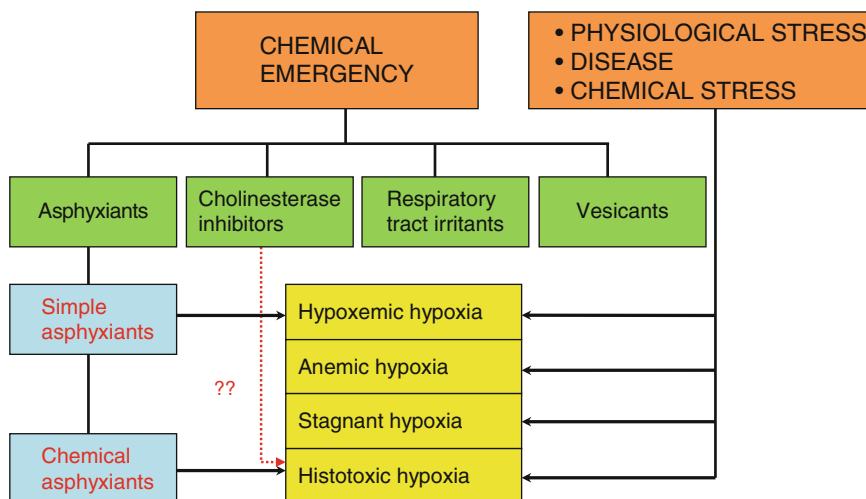 CHEMICAL
EMERGENCY
• PHYSIOLOGICAL STRESS
• DISEASE
• CHEMICAL STRESS
Asphyxiants
Cholinesterase
inhibitors
Respiratory
tract irritants
Vesicants
Simple
asphyxiants
Hypoxemic hypoxia
Anemic hypoxia
??
Stagnant hypoxia
Chemical
asphyxiants
Histotoxic hypoxia